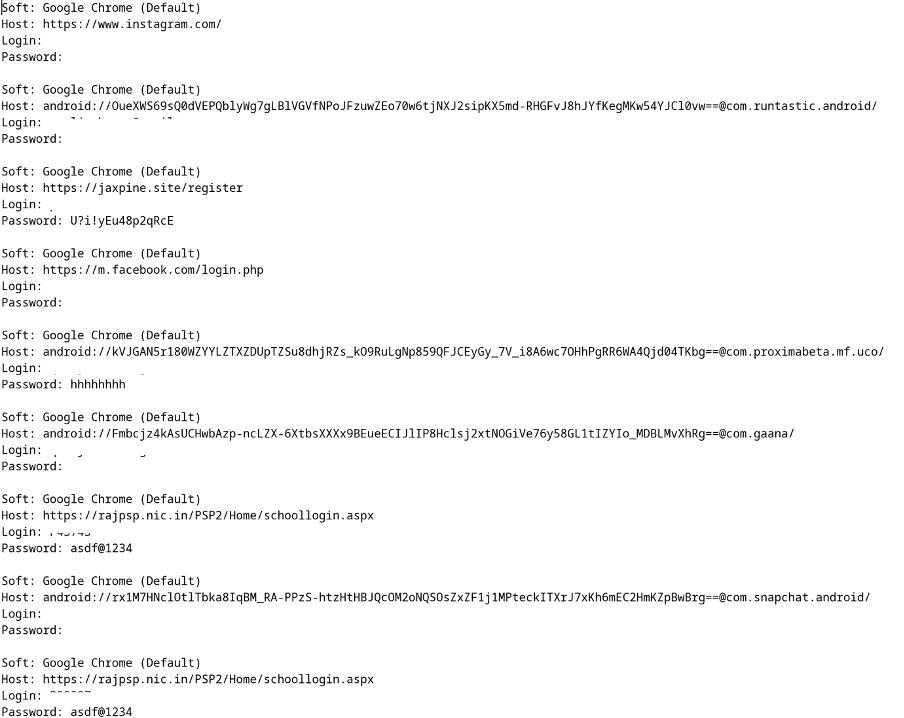 Soft: Google Chrome (Default)
Host: https://www.instagram.com/
Login:
Password:
Soft: Google Chrome (Default)
Host: android://OueXWS69sQ0dVEPQblyWg7gLBlVGVfNPoJFzuwZEo70w6tjNXJ2sipKX5md-RHGFvJ8hJYfKegMKw54YJCl0vw==@com.runtastic.android/
Login:
Password:
Soft: Google Chrome (Default)
Host: https://jaxpine.site/register
Login:
Password: U?i!yEu48p2qRcE
Soft: Google Chrome (Default)
Host: https://m.facebook.com/login.php
Login:
Password:
Soft: Google Chrome (Default)
Host: android://kVJGAN5r180WZYYLZTXZDUpTZSu8dhjRZs_kO9RuLgNp859QFJCEyGy_7V_i8A6wc7OHhPgRR6WA4Qjd04TKbg==@com.proximabeta.mf.uco/
Login:
Password: hhhhhhhh
Soft: Google Chrome (Default)
Host: android://Fmbcjz4kAsUCHwbAzp-ncLZX-6XtbsXXXx9BEueECIJlIP8Hclsj2xtNOGiVe76y58GL1tIZYIo_MDBLMvXhRg==@com.gaana/
Login:
Password:
Soft: Google Chrome (Default)
Host: https://rajpsp.nic.in/PSP2/Home/schoollogin.aspx
Login:
Password: asdf@1234
Soft: Google Chrome (Default)
Host: android://rx1M7HNclOtlTbka8IqBM_RA-PPzS-htzHtHBJQcOM2oNQSOsZxZF1j1MPteckITXrJ7xKh6mEC2HmKZpBwBrg==@com.snapchat.android/
Login:
Password:
Soft: Google Chrome (Default)
Host: https://rajpsp.nic.in/PSP2/Home/schoollogin.aspx
Login:
Password: asdf@1234